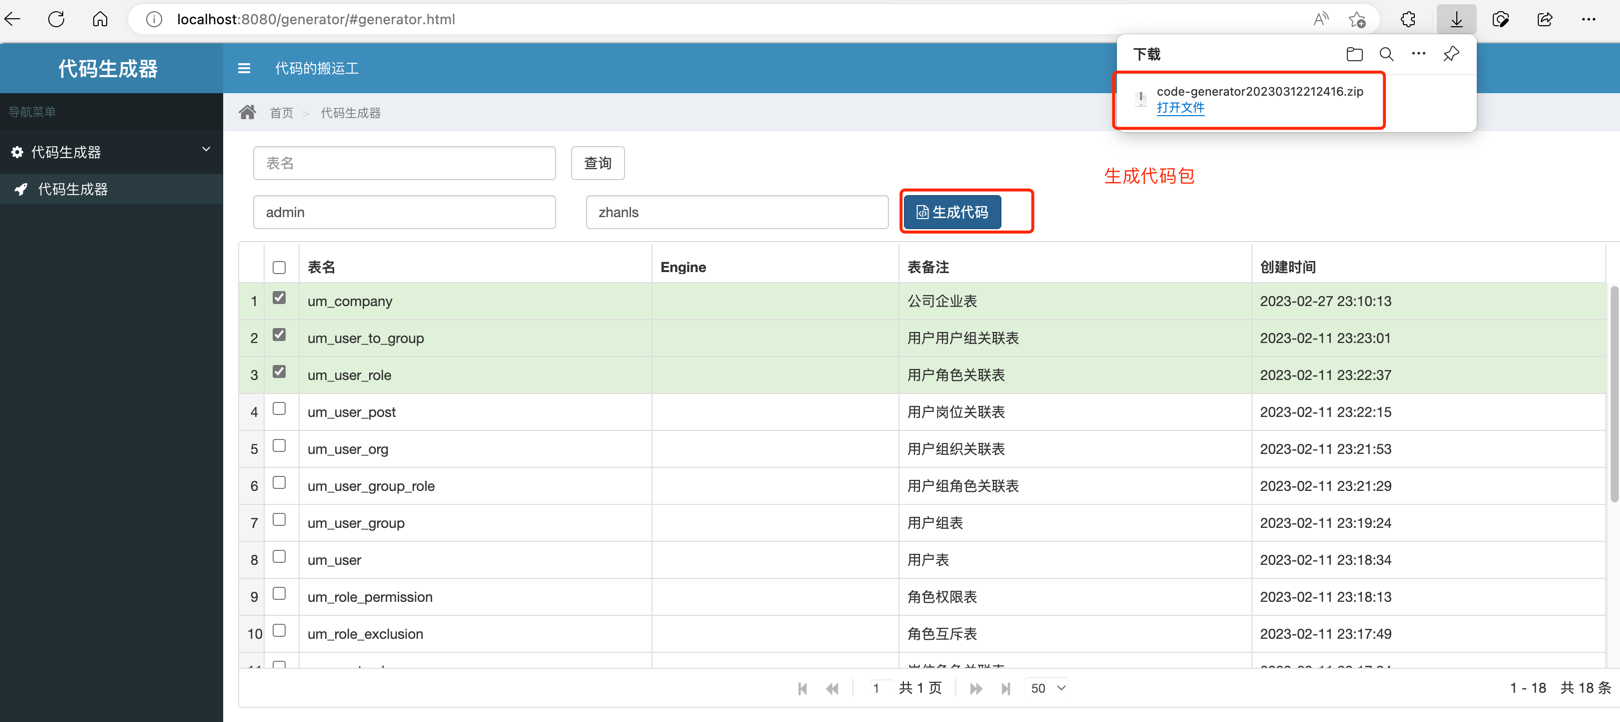 localhost:8080/generator/#generator.html
下载
code-generator20230312212416.zip
打开文件
代码生成器
代码的搬运工
导航菜单
代码生成器
代码生成器
首页 > 代码生成器
表名 查询
生成代码包
admin zhanls 生成代码
表名 Engine 表备注 创建时间
1 um_company 公司企业表 2023-02-27 23:10:13
2 um_user_to_group 用户用户组关联表 2023-02-11 23:23:01
3 um_user_role 用户角色关联表 2023-02-11 23:22:37
4 um_user_post 用户岗位关联表 2023-02-11 23:22:15
5 um_user_org 用户组织关联表 2023-02-11 23:21:53
6 um_user_group_role 用户组角色关联表 2023-02-11 23:21:29
7 um_user_group 用户组表 2023-02-11 23:19:24
8 um_user 用户表 2023-02-11 23:18:34
9 um_role_permission 角色权限表 2023-02-11 23:18:13
10 um_role_exclusion 角色互斥表 2023-02-11 23:17:49
1 共 1 页 50 1 - 18 共 18 条